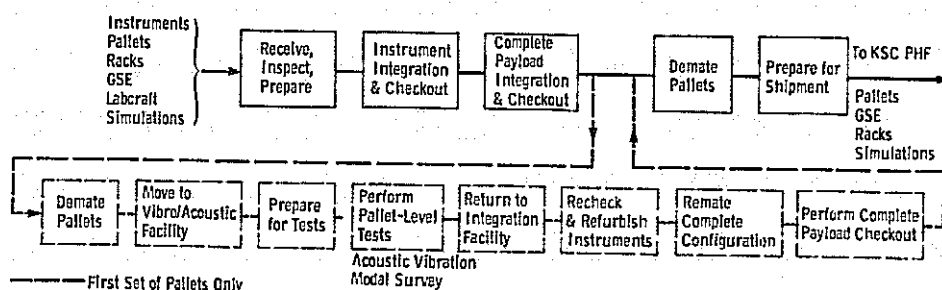 Instruments
Pallets
Racks
GSE
Labcraft
Simulations
Receive,
Inspect,
Prepare
Instrument
Integration
& Checkout
Complete
Payload
Integration
& Checkout
Demate
Pallets
Prepare for
Shipment
To KSC PHF
Pallets
GSE
Racks
Simulations
Demate
Pallets
Move to
Vibro/Acoustic
Facility
Prepare
for Tests
Perform
Pallet-Level
Tests
Acoustic Vibration
Modal Survey
Return to
Integration
Facility
Recheck
& Refurbish
Instruments
Remate
Complete
Configuration
Perform Complete
Payload Checkout
First Set of Pallets Only